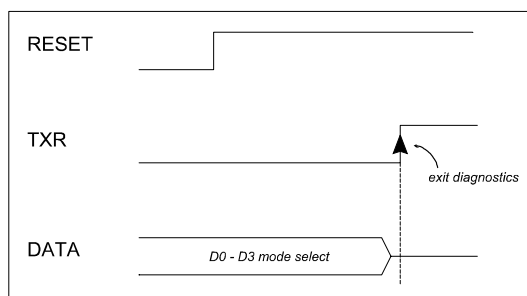 RESET
TXR
exit diagnostics
DATA
D0 - D3 mode select